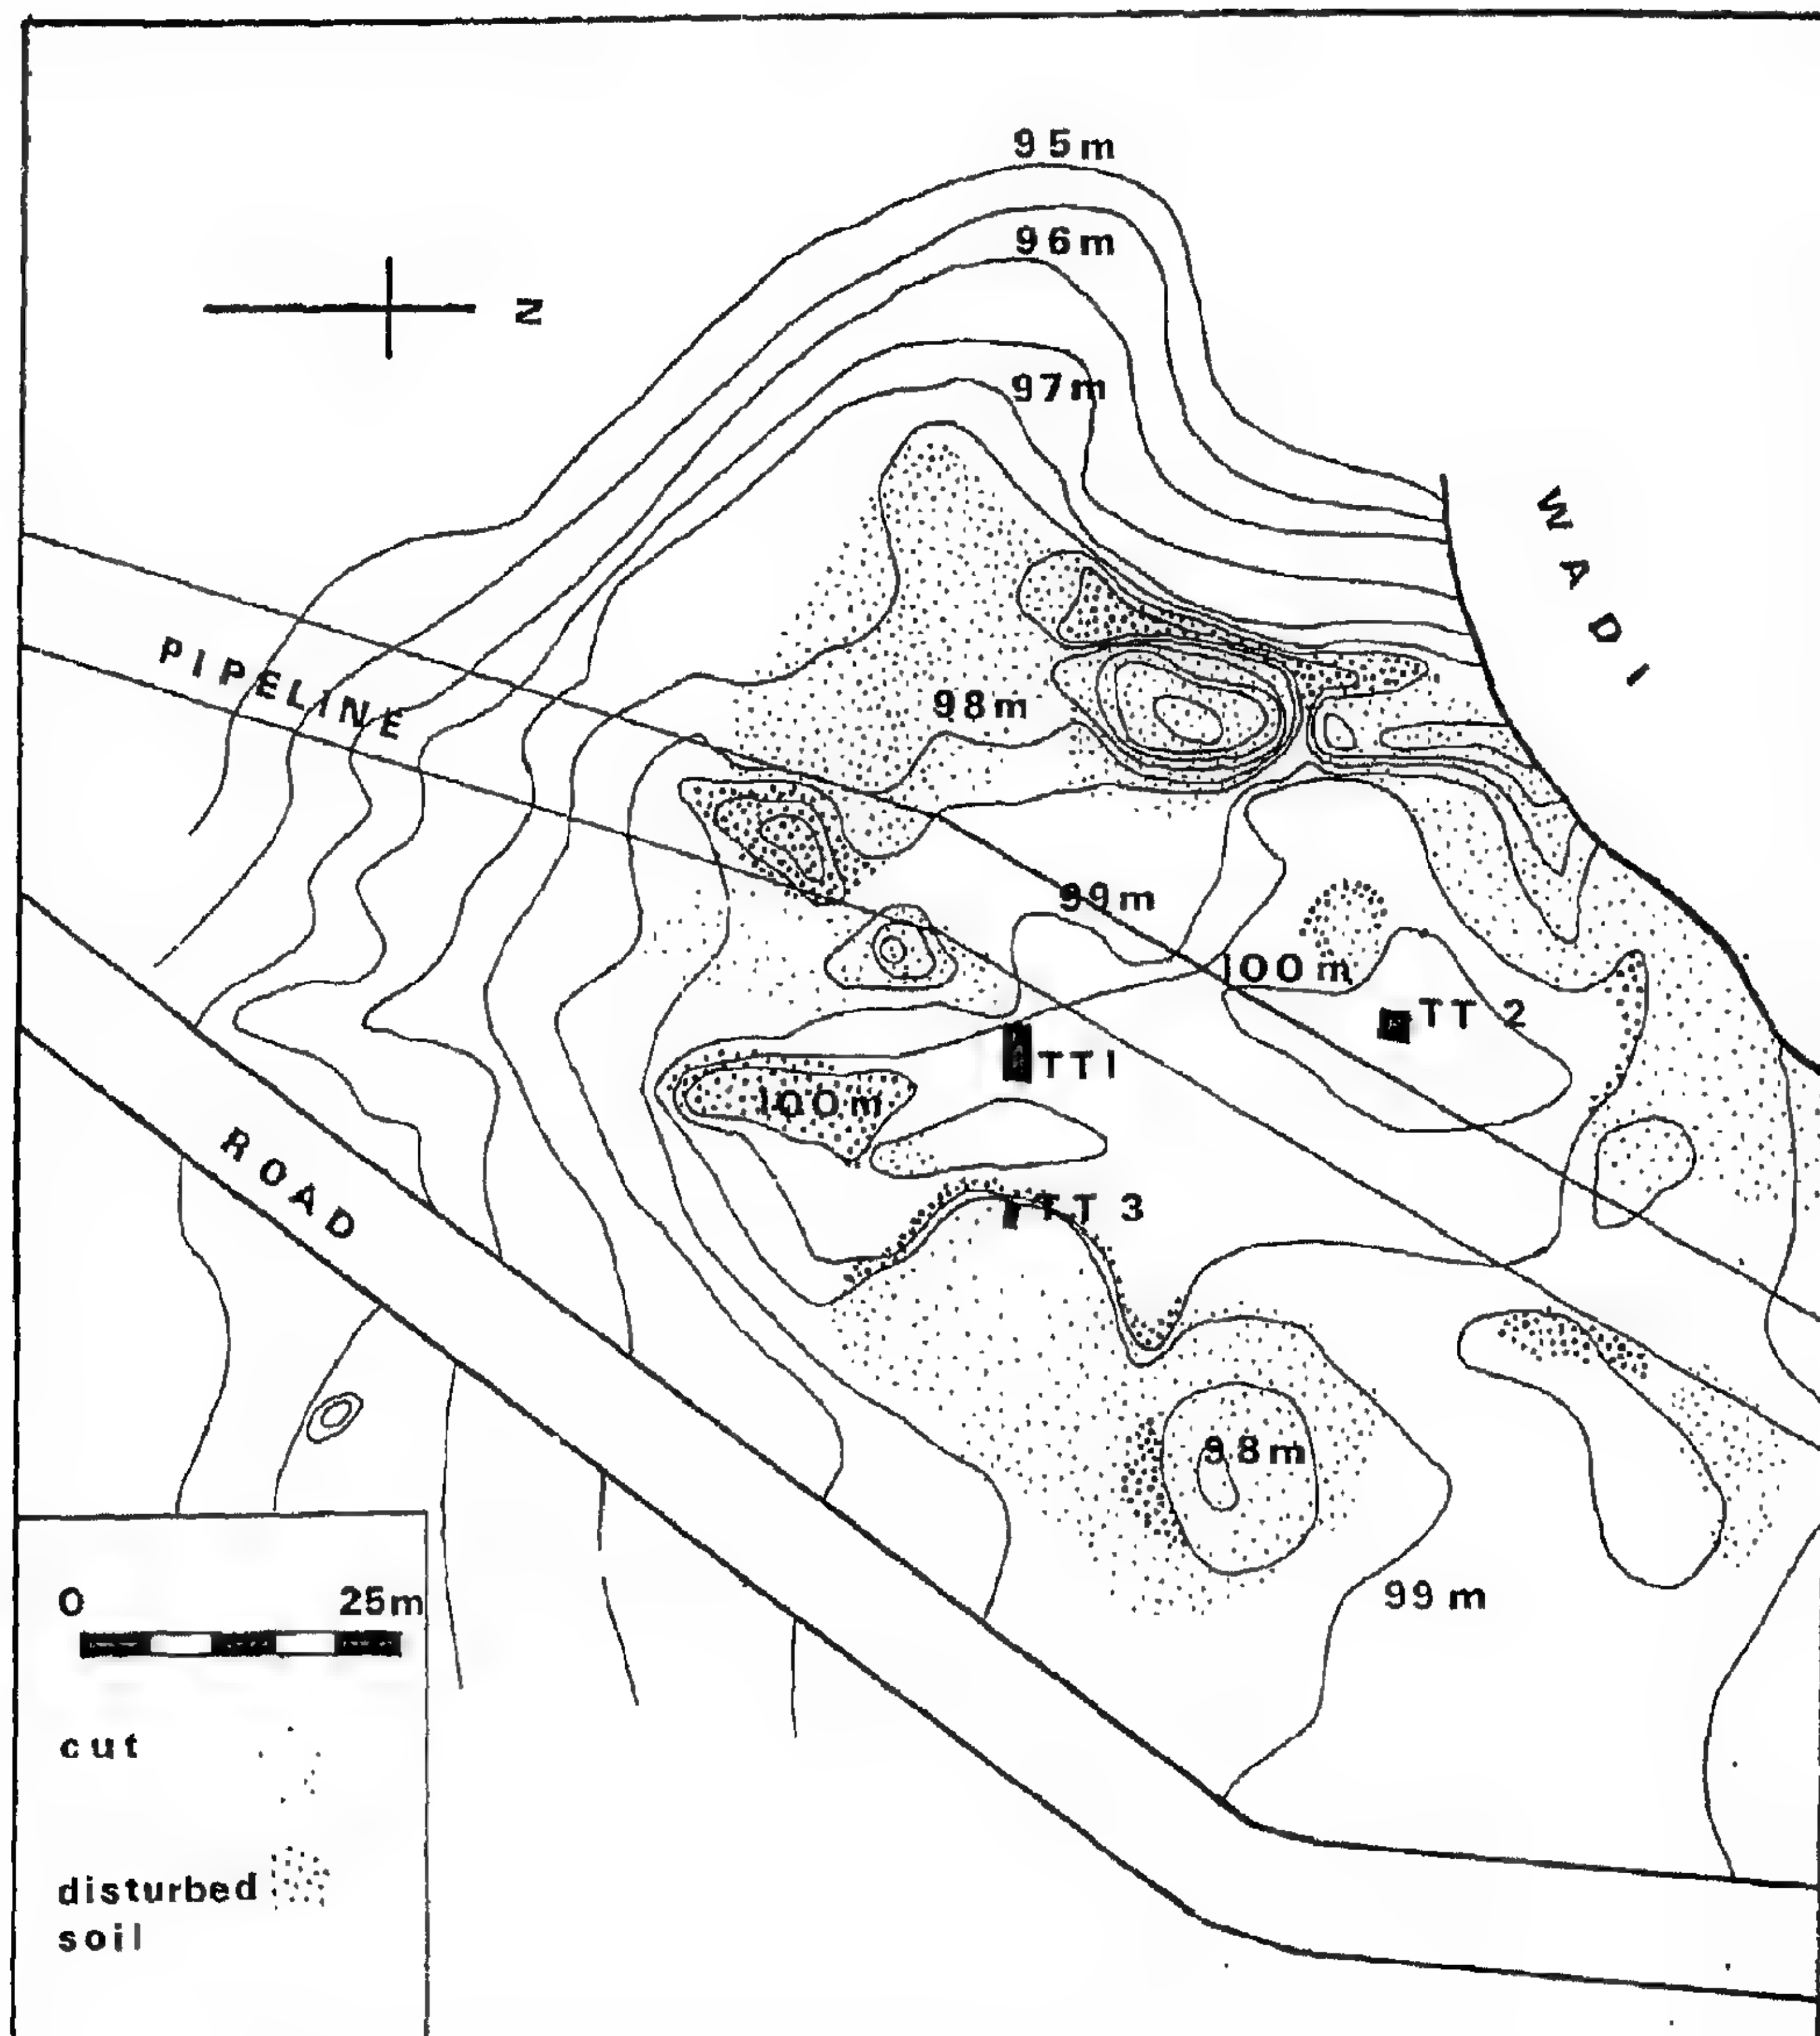 95m
96m
N
97m
WADI
PIPELINE
98m
99m
100m
TT 2
TT1
100m
ROAD
TT 3
98m
99m
0 25m
cut
disturbed
soil